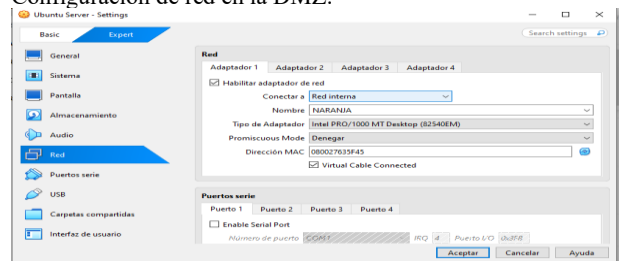 Configuración de red en la DMZ.
Ubuntu Server - Settings
Basic Expert Search settings
General
Sistema
Pantalla
Almacenamiento
Audio
Red
Puertos serie
USB
Carpetas compartidas
Interfaz de usuario
Red
Adaptador 1 Adaptador 2 Adaptador 3 Adaptador 4
Habilitar adaptador de red
Conectar a Red interna
Nombre NARANJA
Tipo de Adaptador Intel PRO/1000 MT Desktop (82540EM)
Promiscuous Mode Denegar
Dirección MAC 080027635F45
Virtual Cable Connected
Puertos serie
Puerto 1 Puerto 2 Puerto 3 Puerto 4
Enable Serial Port
Número de puerto COM1 IRQ 4 Puerto I/O 0x3F8
Aceptar Cancelar Ayuda